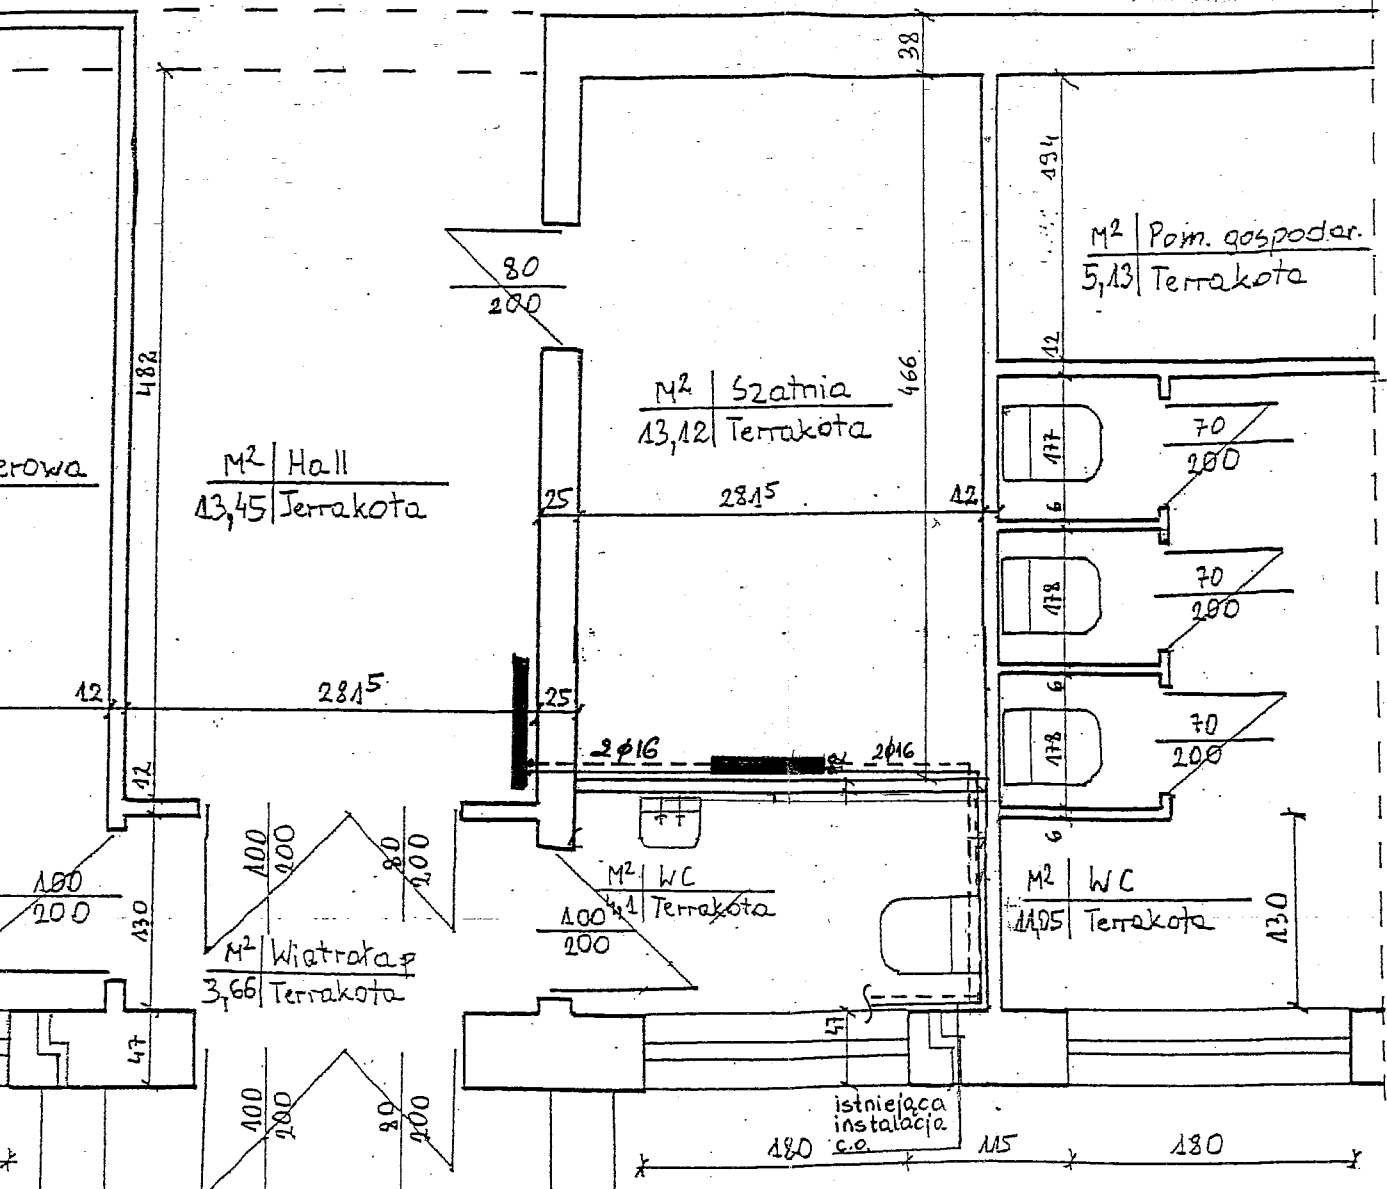 38
194
M² Pom. gospodar.
5,13 Terrakota
80
200
12
482
466
M² Szatnia
13,12 Terrakota
70
200
177
erowa
M² Hall
13,45 Terrakota
25
281⁵
12
6
70
200
178
12
281⁵
25
6
70
200
178
2ϕ16
2ϕ16
12
6
100
200
80
200
M² WC
4,1 Terrakota
M² WC
11,05 Terrakota
100
200
100
200
130
130
M² Wiatrołap
3,66 Terrakota
47
47
100
200
80
200
istniejąca
instalacja
c.o.
180
115
180